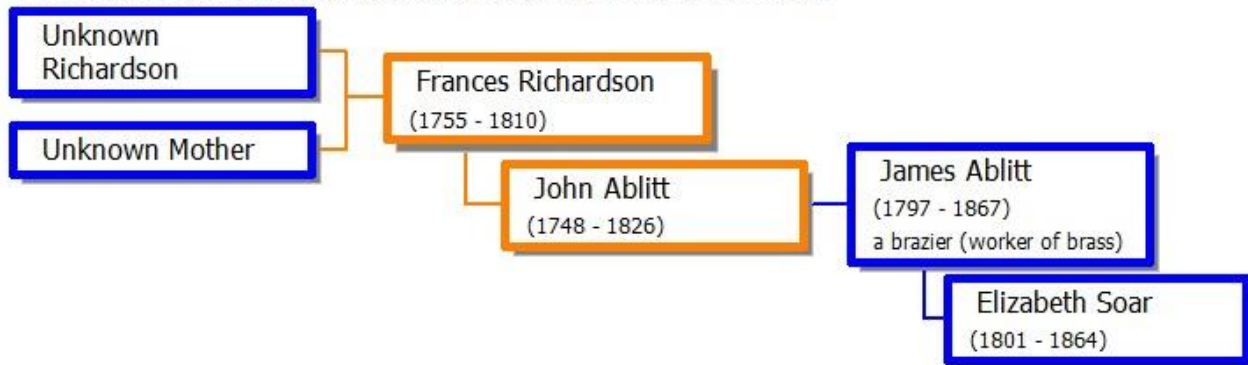 Unknown
Richardson
Unknown Mother
Frances Richardson
(1755 - 1810)
John Ablitt
(1748 - 1826)
James Ablitt
(1797 - 1867)
a brazier (worker of brass)
Elizabeth Soar
(1801 - 1864)